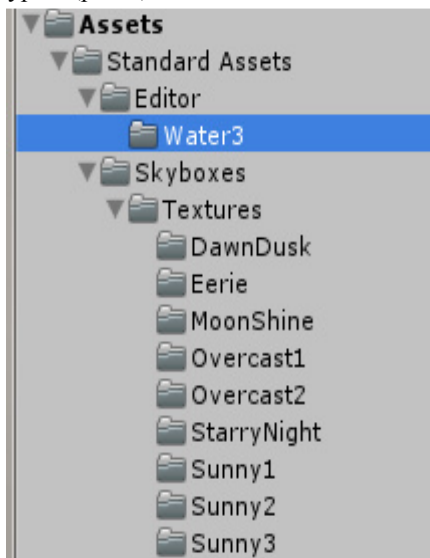 Assets
Standard Assets
Editor
Water3
Skyboxes
Textures
DawnDusk
Eerie
MoonShine
Overcast1
Overcast2
StarryNight
Sunny1
Sunny2
Sunny3